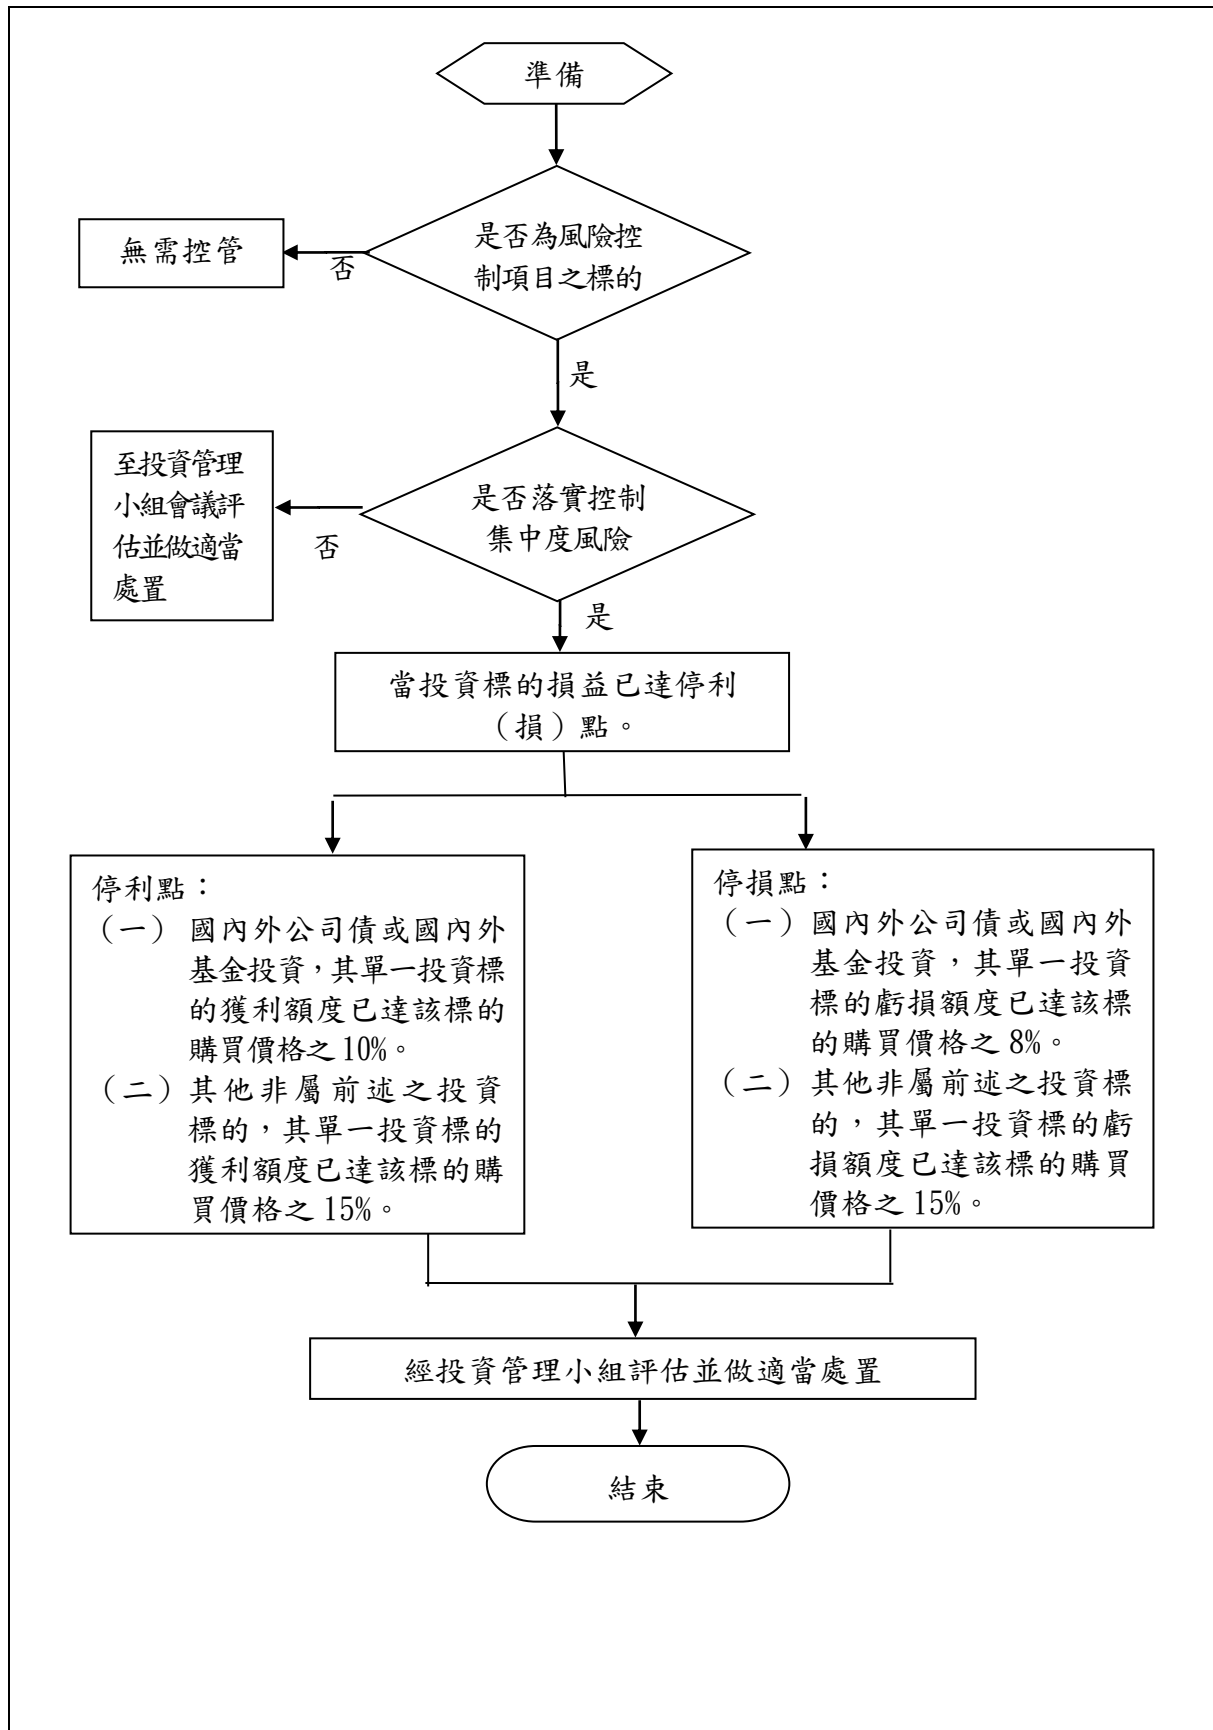 準備
是否為風險控
制項目之標的
無需控管
否
是
至投資管理
小組會議評
估並做適當
處置
是否落實控制
集中度風險
否
是
當投資標的損益已達停利
（損）點。
停利點：
（一） 國內外公司債或國內外
基金投資，其單一投資標
的獲利額度已達該標的
購買價格之 10%。
（二）其他非屬前述之投資
標的，其單一投資標的
獲利額度已達該標的購
買價格之 15%。
停損點：
（一）國內外公司債或國內外
基金投資，其單一投資
標的虧損額度已達該標
的購買價格之 8%。
（二）其他非屬前述之投資標
的，其單一投資標的虧
損額度已達該標的購買
價格之 15%。
經投資管理小組評估並做適當處置
結束